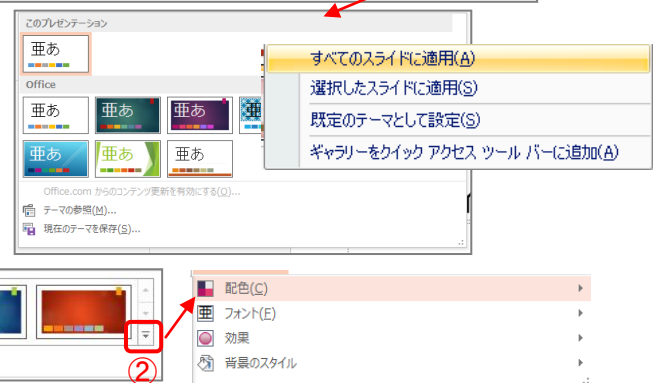 このプレゼンテーション
亜あ
Office
亜あ 亜あ 亜あ 亜
亜あ 亜あ 亜あ
Office.com からのコンテンツ更新を有効にする(O)...
テーマの参照(M)...
現在のテーマを保存(S)...
すべてのスライドに適用(A)
選択したスライドに適用(S)
既定のテーマとして設定(S)
ギャラリーをクイック アクセス ツール バーに追加(A)
②
配色(C)
亜 フォント(F)
効果
背景のスタイル